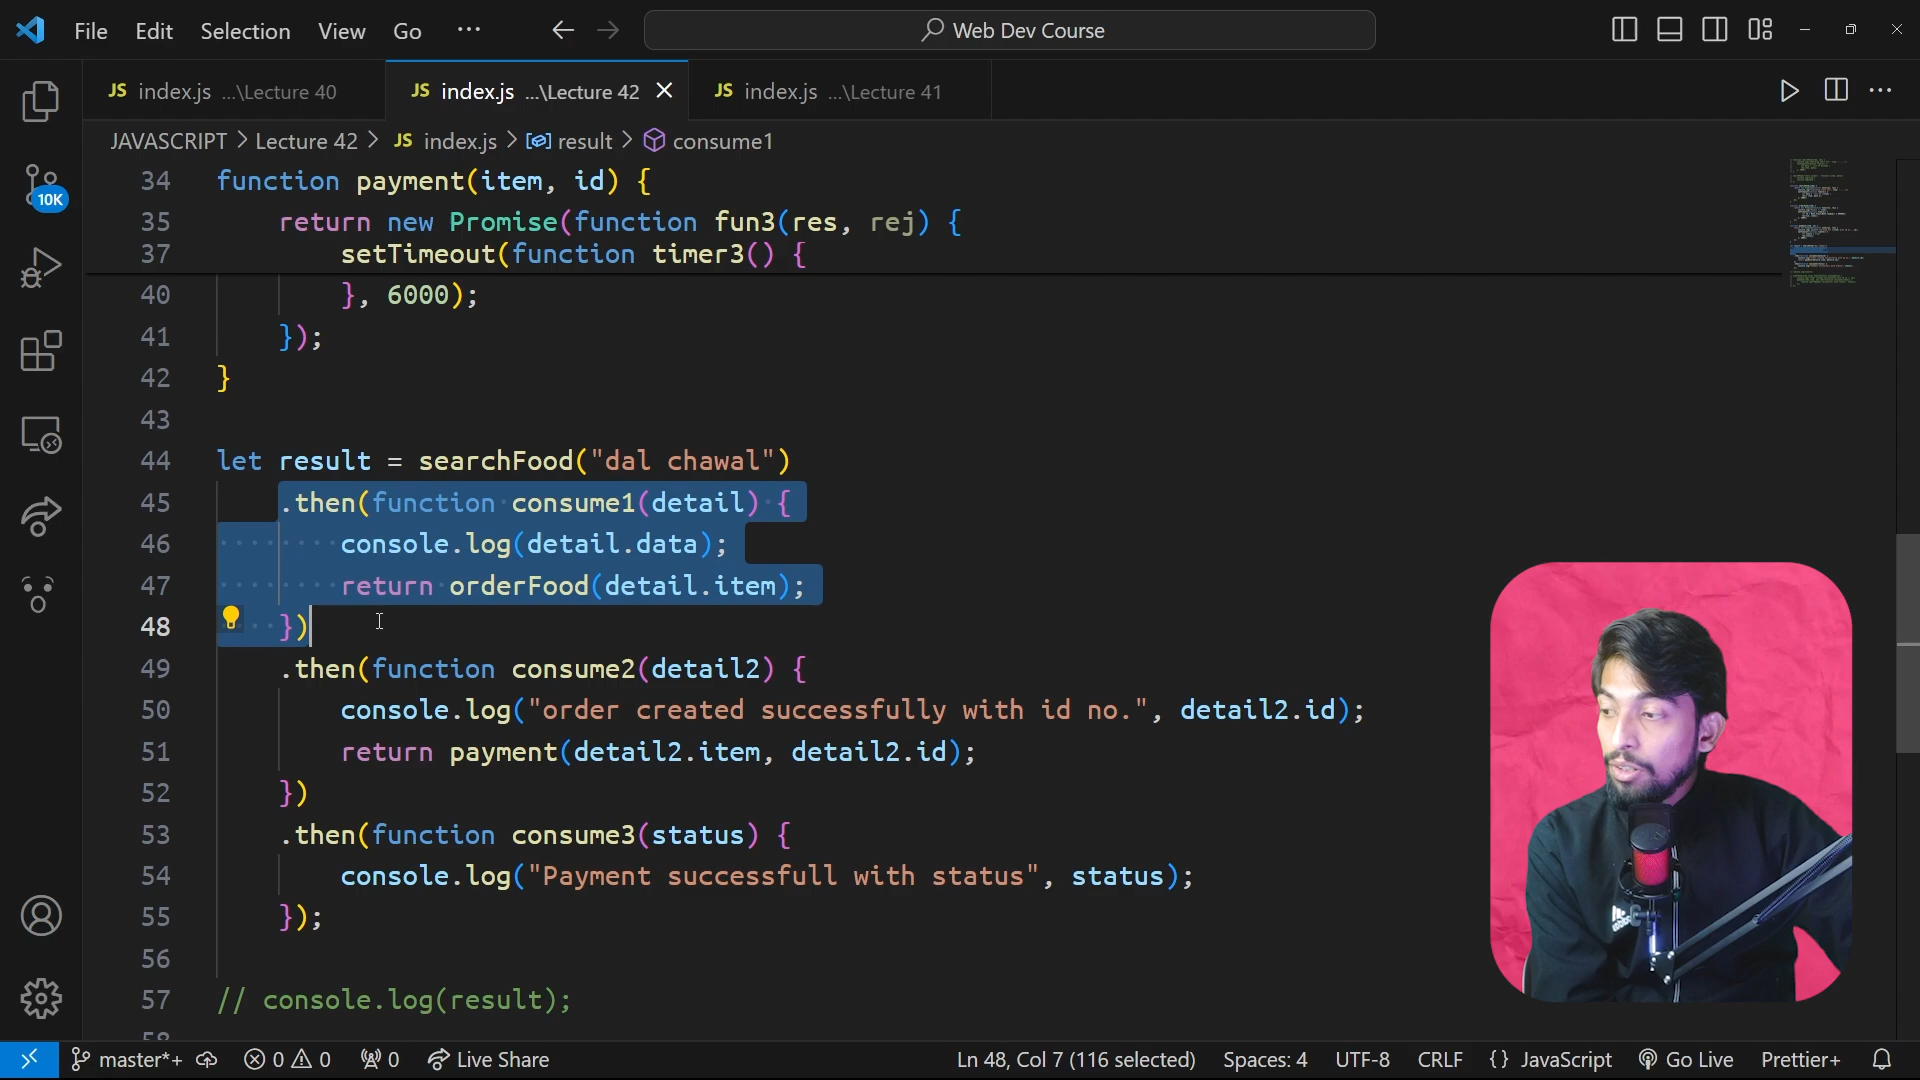 File Edit Selection View Go ··· Web Dev Course
JS index.js ...\Lecture 40 JS index.js ...\Lecture 42 JS index.js ...\Lecture 41
JAVASCRIPT > Lecture 42 > JS index.js > result > consume1
34 function payment(item, id) {
35 return new Promise(function fun3(res, rej) {
37 setTimeout(function timer3() {
40 }, 6000);
41 });
42 }
43
44 let result = searchFood("dal chawal")
45 .then(function consume1(detail) {
46 console.log(detail.data);
47 return orderFood(detail.item);
48 })
49 .then(function consume2(detail2) {
50 console.log("order created successfully with id no.", detail2.id);
51 return payment(detail2.item, detail2.id);
52 })
53 .then(function consume3(status) {
54 console.log("Payment successfull with status", status);
55 });
56
57 // console.log(result);
58
10K
master*+ 0 0 0 Live Share Ln 48, Col 7 (116 selected) Spaces: 4 UTF-8 CRLF {} JavaScript Go Live Prettier+